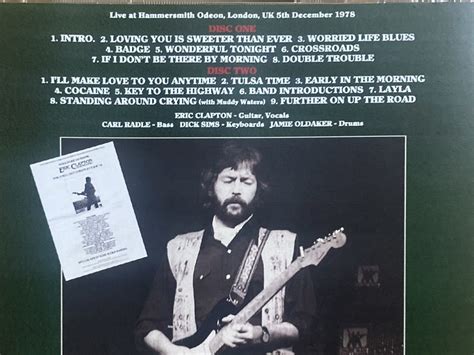 Live at Hammersmith Odeon, London, UK 5th December 1978
DISC ONE
1. INTRO. 2. LOVING YOU IS SWEETER THAN EVER 3. WORRIED LIFE BLUES
4. BADGE 5. WONDERFUL TONIGHT 6. CROSSROADS
7. IF I DON'T BE THERE BY MORNING 8. DOUBLE TROUBLE
DISC TWO
1. I'LL MAKE LOVE TO YOU ANYTIME 2. TULSA TIME 3. EARLY IN THE MORNING
4. COCAINE 5. KEY TO THE HIGHWAY 6. BAND INTRODUCTIONS 7. LAYLA
8. STANDING AROUND CRYING (with Muddy Waters) 9. FURTHER ON UP THE ROAD
ERIC CLAPTON - Guitar, Vocals
CARL RADLE - Bass DICK SIMS - Keyboards JAMIE OLDAKER - Drums
ERIC CLAPTON